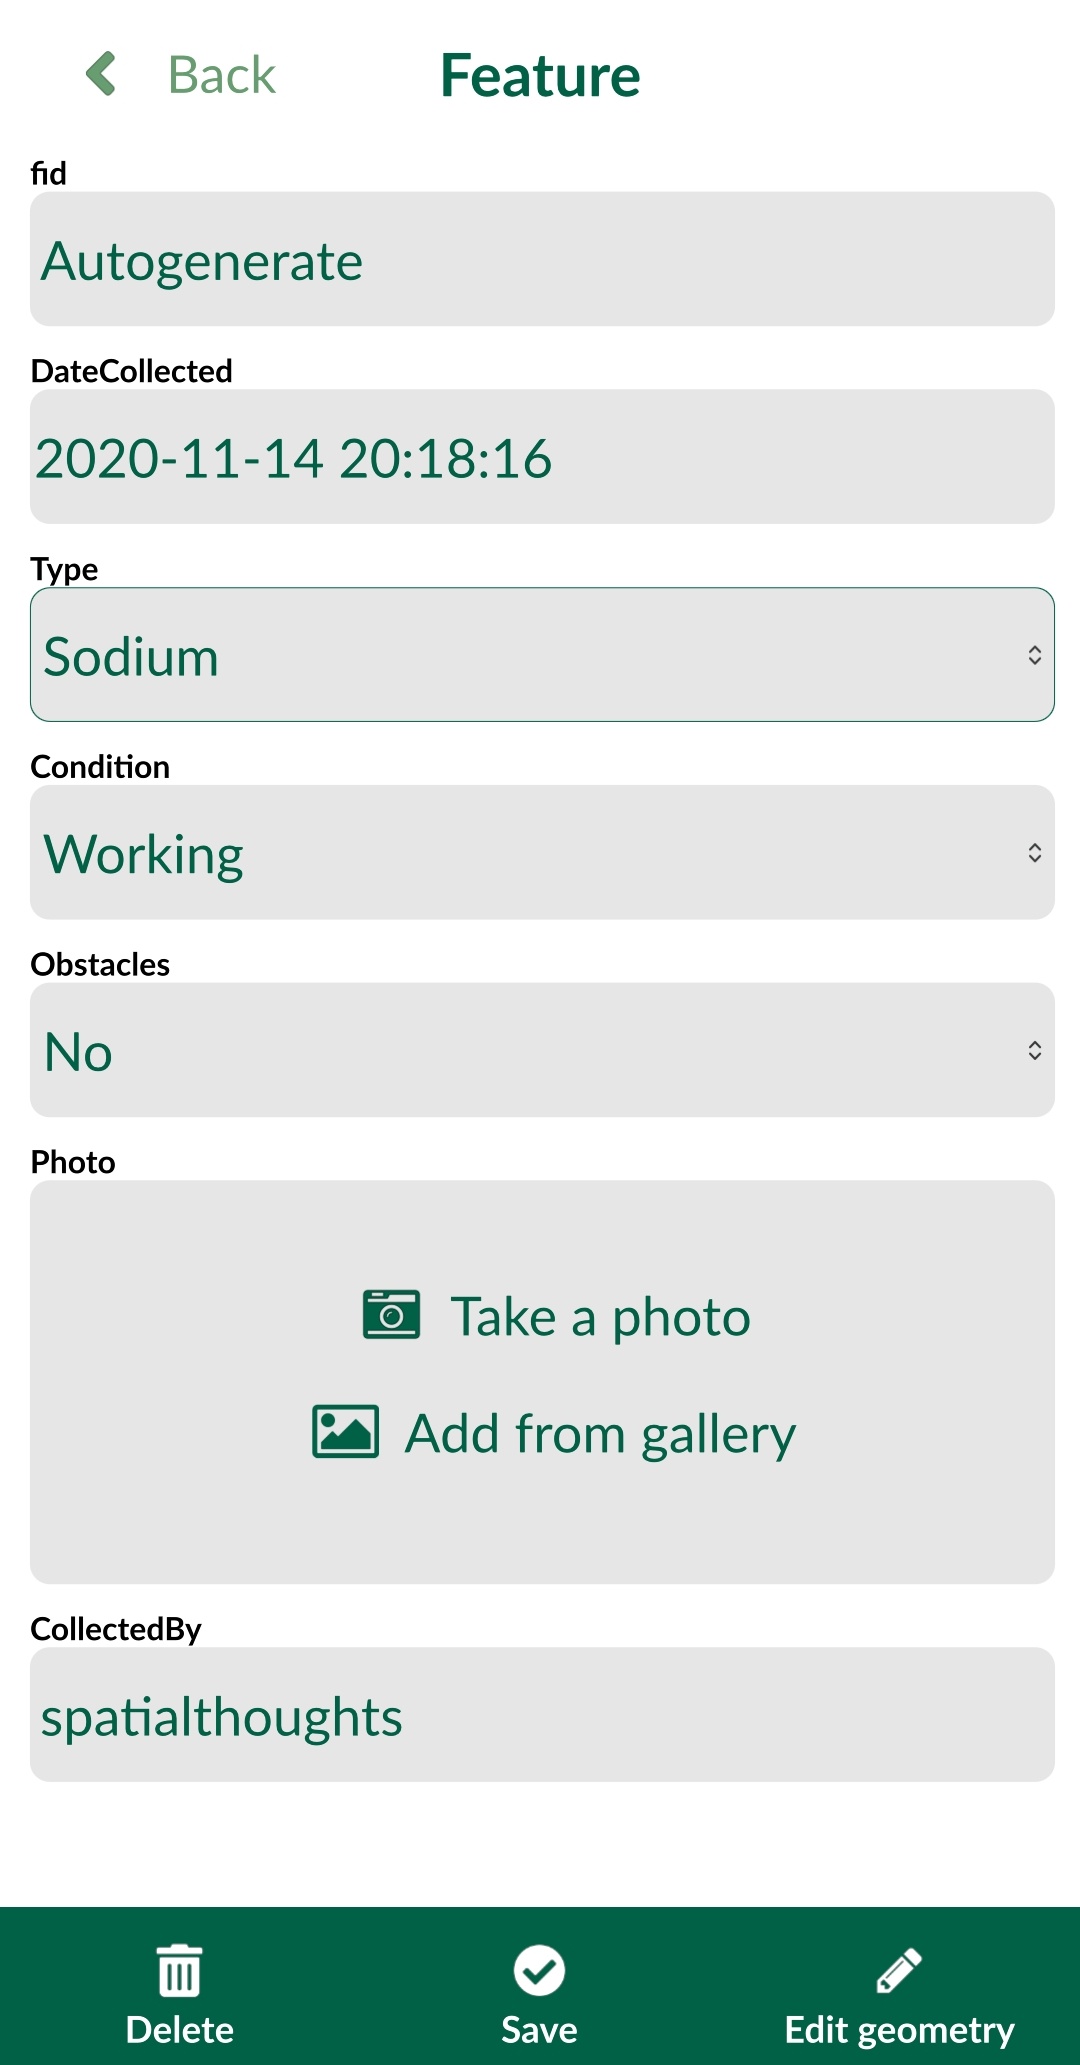 Back Feature
fid
Autogenerate
DateCollected
2020-11-14 20:18:16
Type
Sodium
Condition
Working
Obstacles
No
Photo
Take a photo
Add from gallery
CollectedBy
spatialthoughts
Delete Save Edit geometry